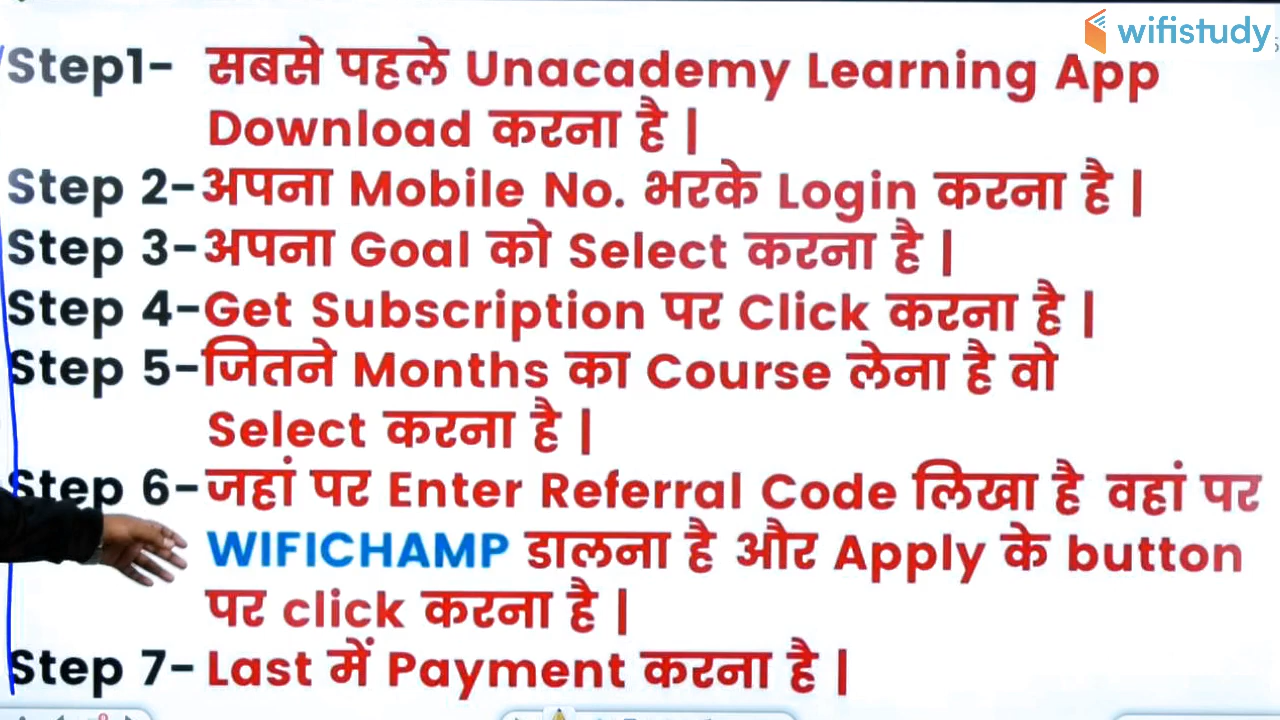 wifistudy
Step1- सबसे पहले Unacademy Learning App
Download करना है |
Step 2-अपना Mobile No. भरके Login करना है |
Step 3-अपना Goal को Select करना है |
Step 4-Get Subscription पर Click करना है |
Step 5-जितने Months का Course लेना है वो
Select करना है |
Step 6-जहां पर Enter Referral Code लिखा है वहां पर
WIFICHAMP डालना है और Apply के button
पर click करना है |
Step 7-Last में Payment करना है |